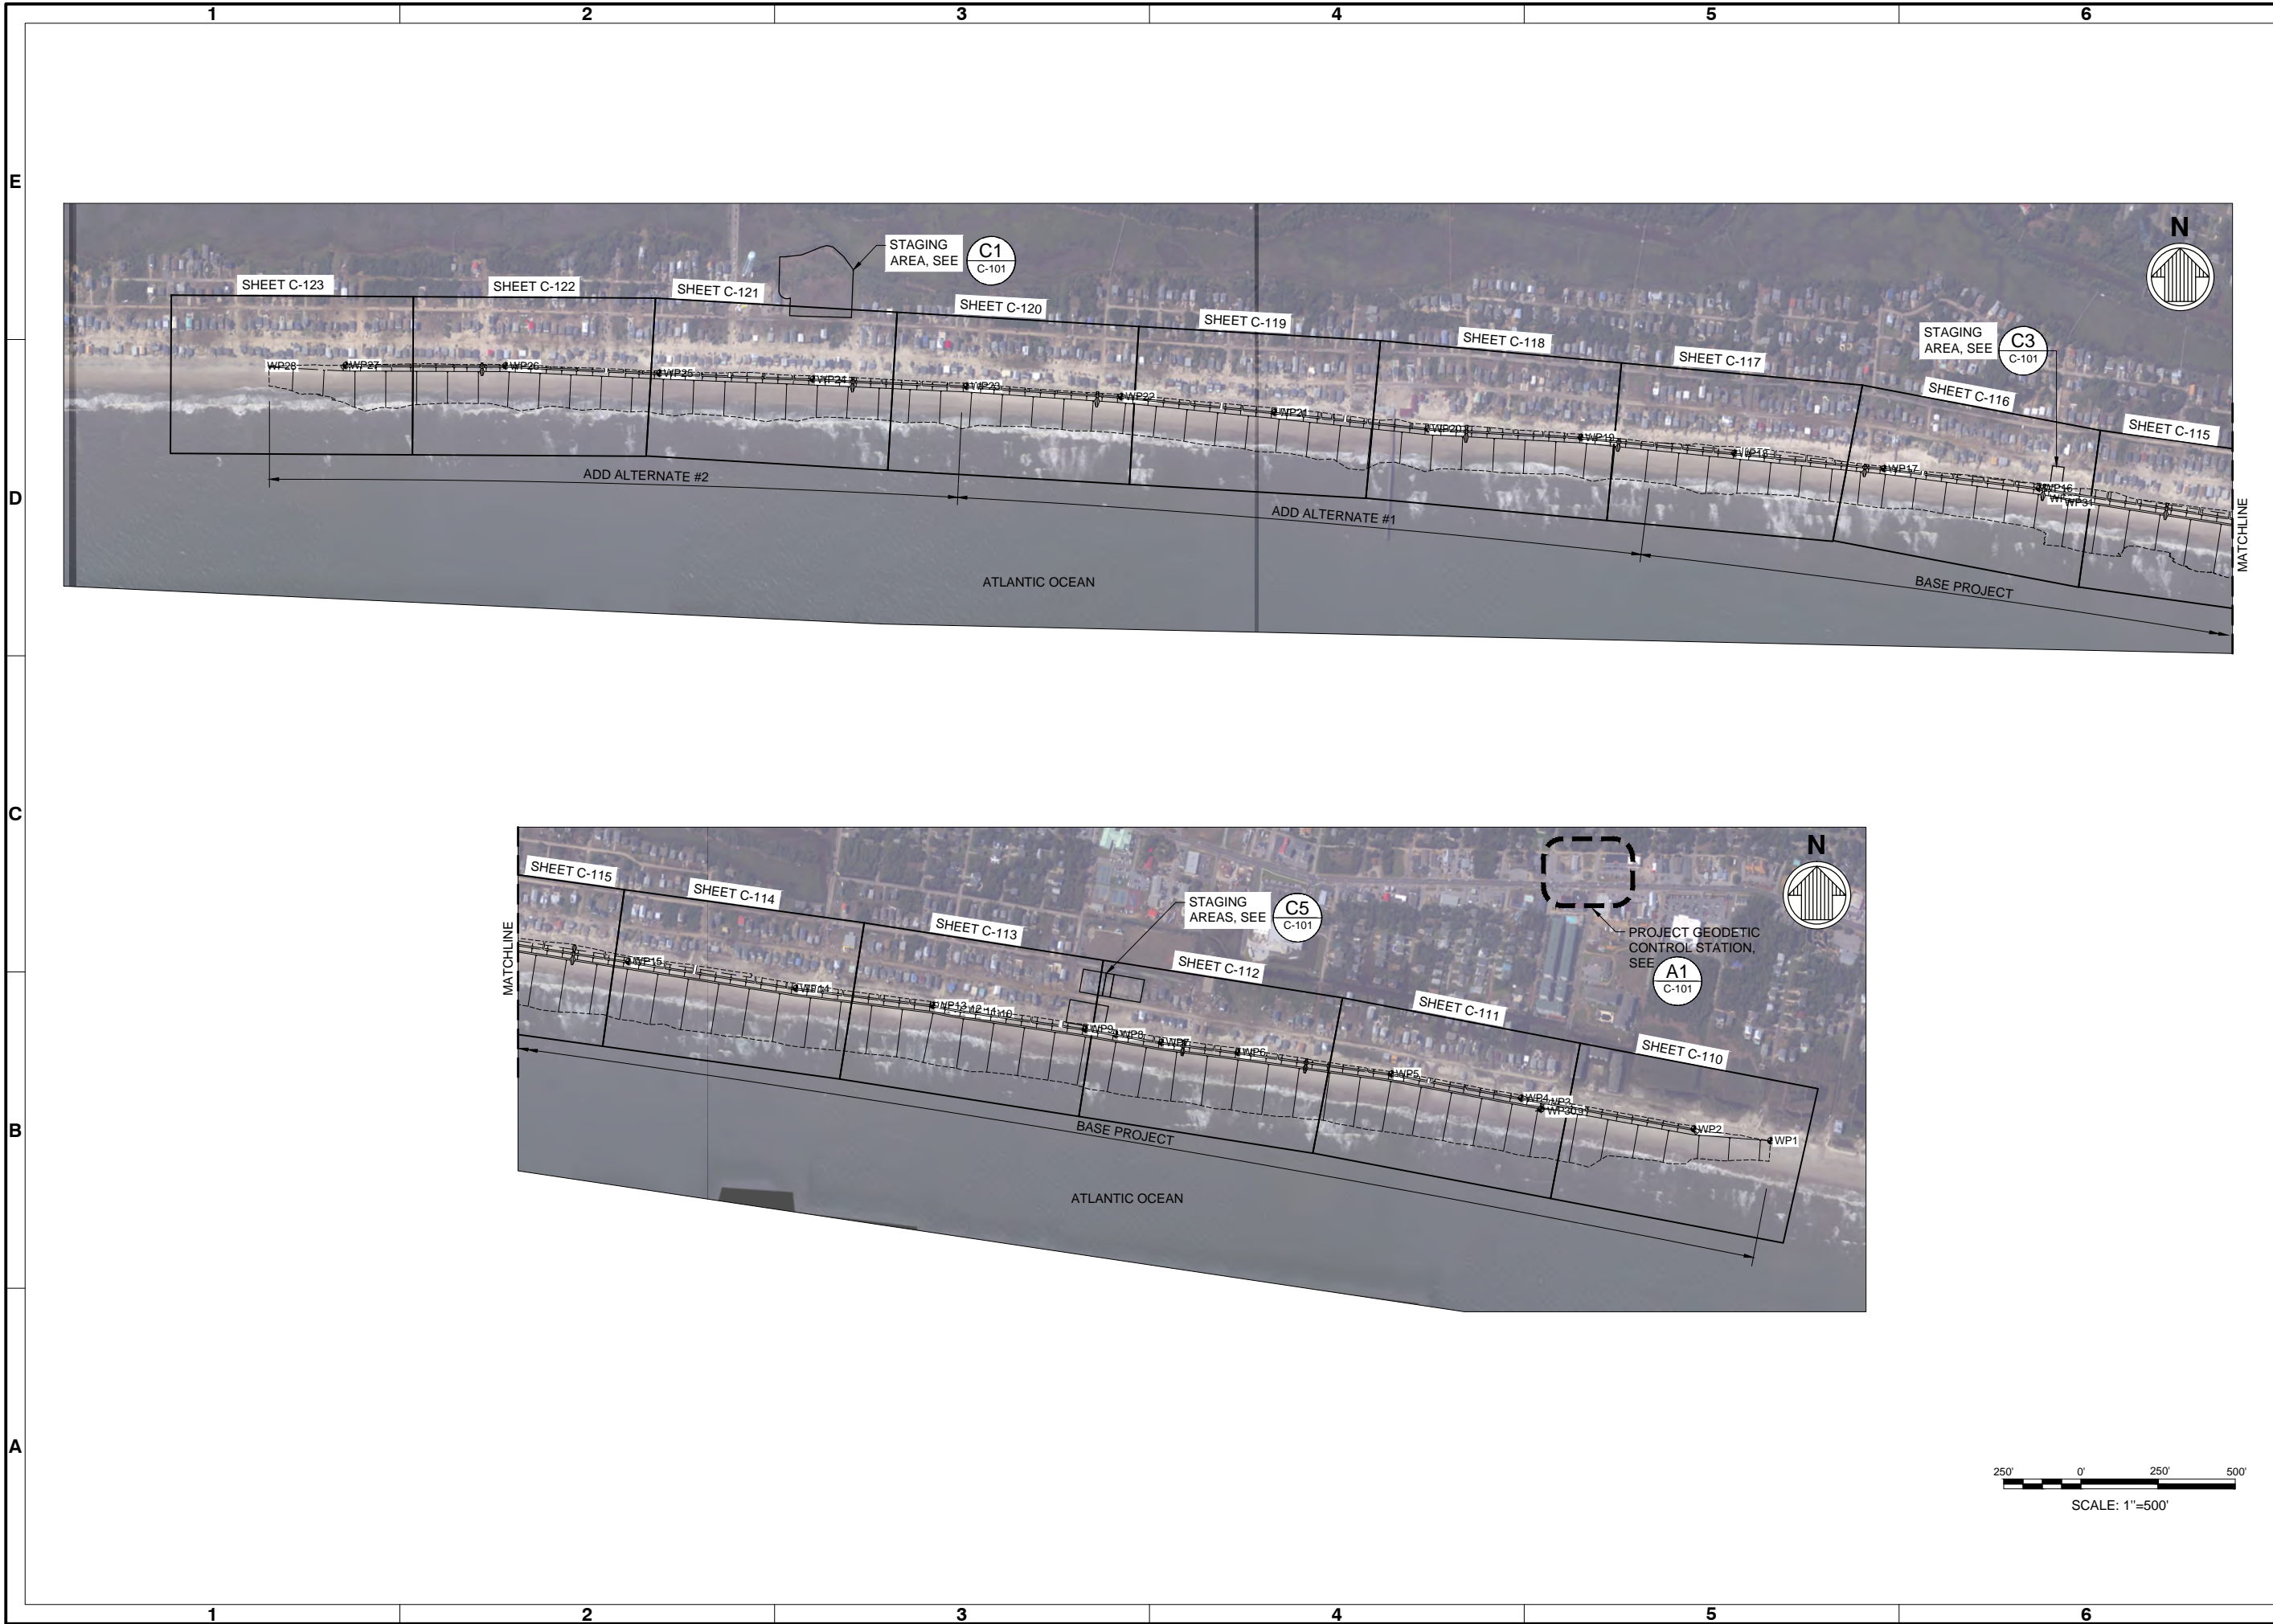 1 2 3 4 5 6
E
N
STAGING
AREA, SEE
C1
C-101
SHEET C-123
SHEET C-122
SHEET C-121
SHEET C-120
SHEET C-119
SHEET C-118
SHEET C-117
SHEET C-116
SHEET C-115
STAGING
AREA, SEE
C3
C-101
WP28
WP27
WP26
WP25
WP24
WP23
WP22
WP21
WP20
WP19
WP18
WP17
WP16
WP31
D
ADD ALTERNATE #2
ADD ALTERNATE #1
BASE PROJECT
MATCHLINE
ATLANTIC OCEAN
C
N
SHEET C-115
SHEET C-114
SHEET C-113
SHEET C-112
SHEET C-111
SHEET C-110
STAGING
AREAS, SEE
C5
C-101
PROJECT GEODETIC
CONTROL STATION,
SEE
A1
C-101
MATCHLINE
WP15
WP14
WP13
WP9
WP8
WP7
WP6
WP5
WP4
WP3
WP30
WP2
WP1
B
BASE PROJECT
ATLANTIC OCEAN
A
250' 0' 250' 500'
SCALE: 1"=500'
1 2 3 4 5 6